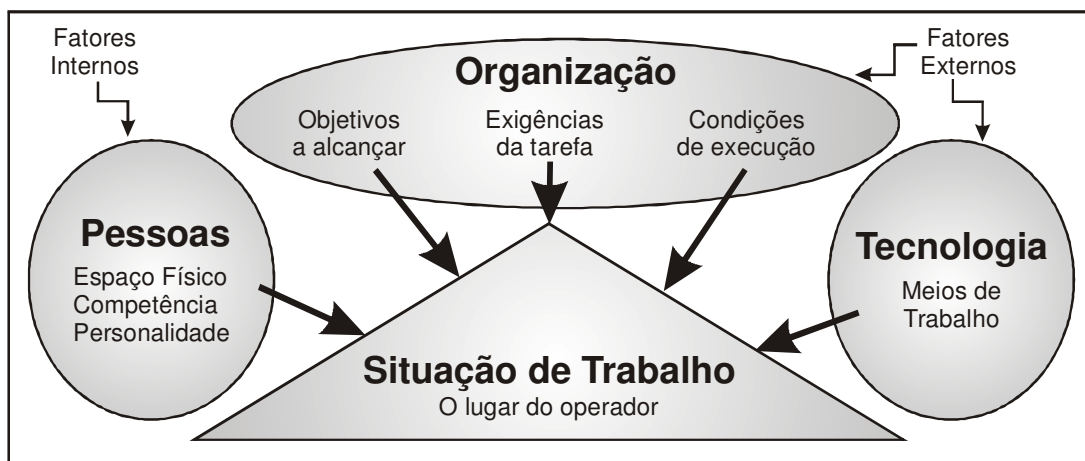 Fatores
Internos
Organização
Fatores
Externos
Objetivos
a alcançar
Exigências
da tarefa
Condições
de execução
Pessoas
Espaço Físico
Competência
Personalidade
Tecnologia
Meios de
Trabalho
Situação de Trabalho
O lugar do operador